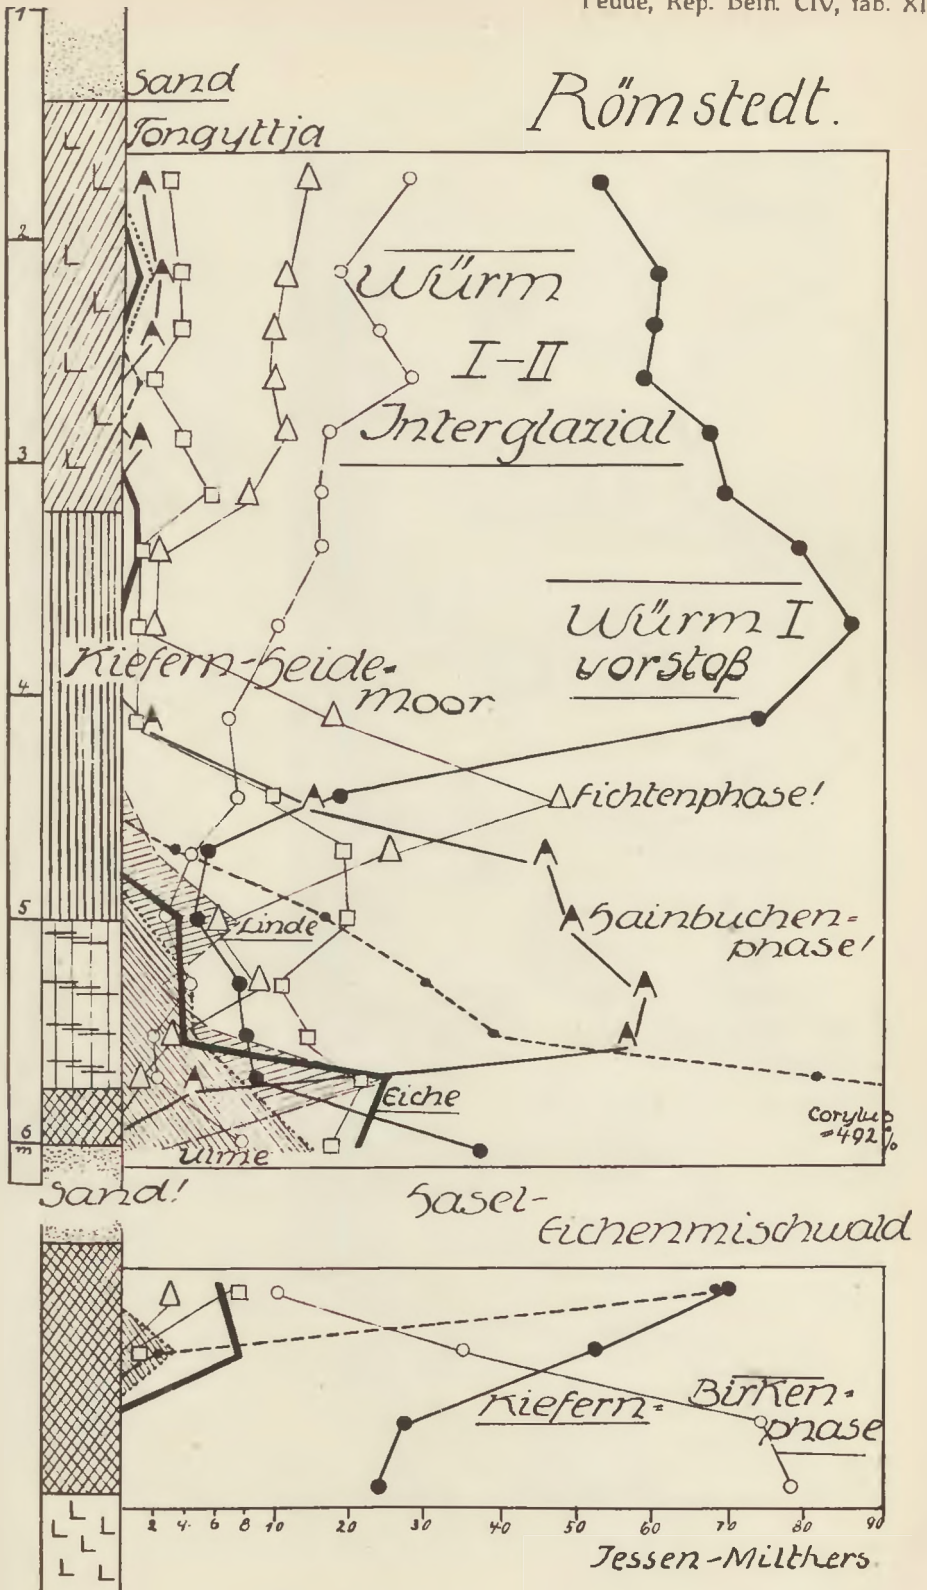 Fedde, Rep. Beih. CIV, Tab. XI
1
Sand
Römstedt.
Tongyttja
2
Würm
I-II
Interglazial
3
Würm I
vorstoß
Kiefern-Heide-
moor
4
Fichtenphase!
5
Linde
Hainbuchen=
phase!
Eiche
Corylus
=492%
6
m
Ulme
Sand!
Hasel-
Eichenmischwald
Kiefern=
Birken=
phase
2 4 6 8 10 20 30 40 50 60 70 80 90
Jessen-Milthers